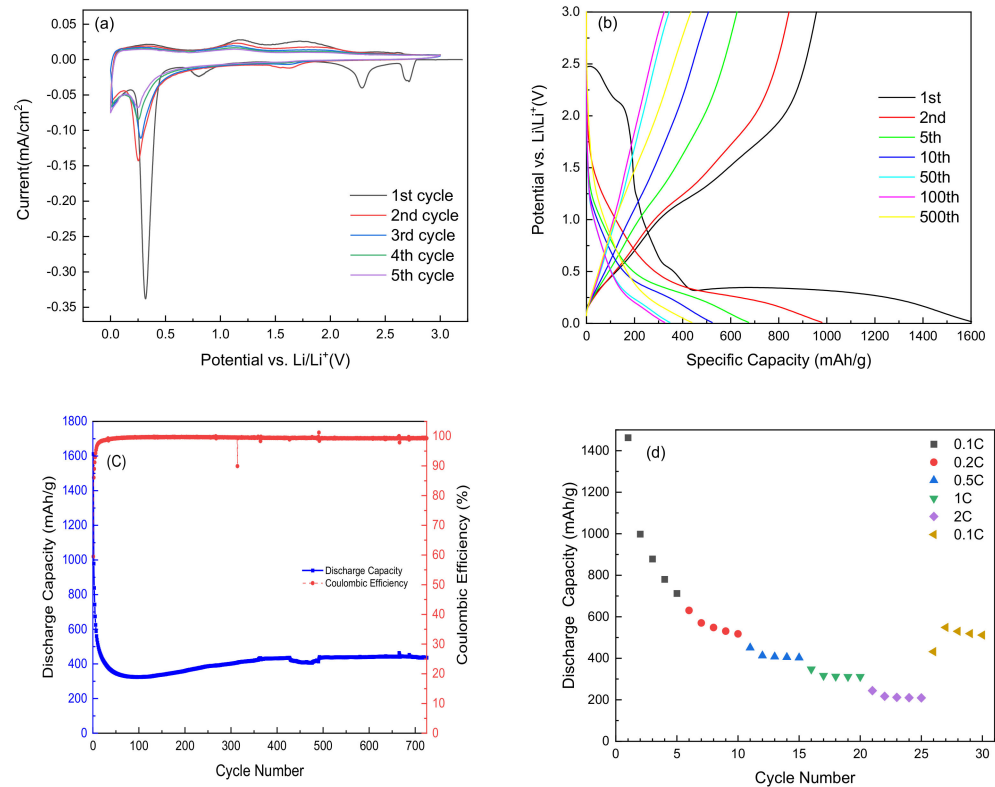 (a)
0.05
0.00
-0.05
-0.10
-0.15
-0.20
-0.25
-0.30
-0.35
Current(mA/cm²)
1st cycle
2nd cycle
3rd cycle
4th cycle
5th cycle
0.0 0.5 1.0 1.5 2.0 2.5 3.0
Potential vs. Li/Li⁺(V)
(b)
3.0
2.5
2.0
1.5
1.0
0.5
0.0
Potential vs. Li\Li⁺(V)
1st
2nd
5th
10th
50th
100th
500th
0 200 400 600 800 1000 1200 1400 1600
Specific Capacity (mAh/g)
(C)
1800
1600
1400
1200
1000
800
600
400
200
0
Discharge Capacity (mAh/g)
Discharge Capacity
Coulombic Efficiency
100
90
80
70
60
50
40
30
20
10
0
Coulombic Efficiency (%)
0 100 200 300 400 500 600 700
Cycle Number
(d)
1400
1200
1000
800
600
400
200
0
Discharge Capacity (mAh/g)
0.1C
0.2C
0.5C
1C
2C
0.1C
0 5 10 15 20 25 30
Cycle Number